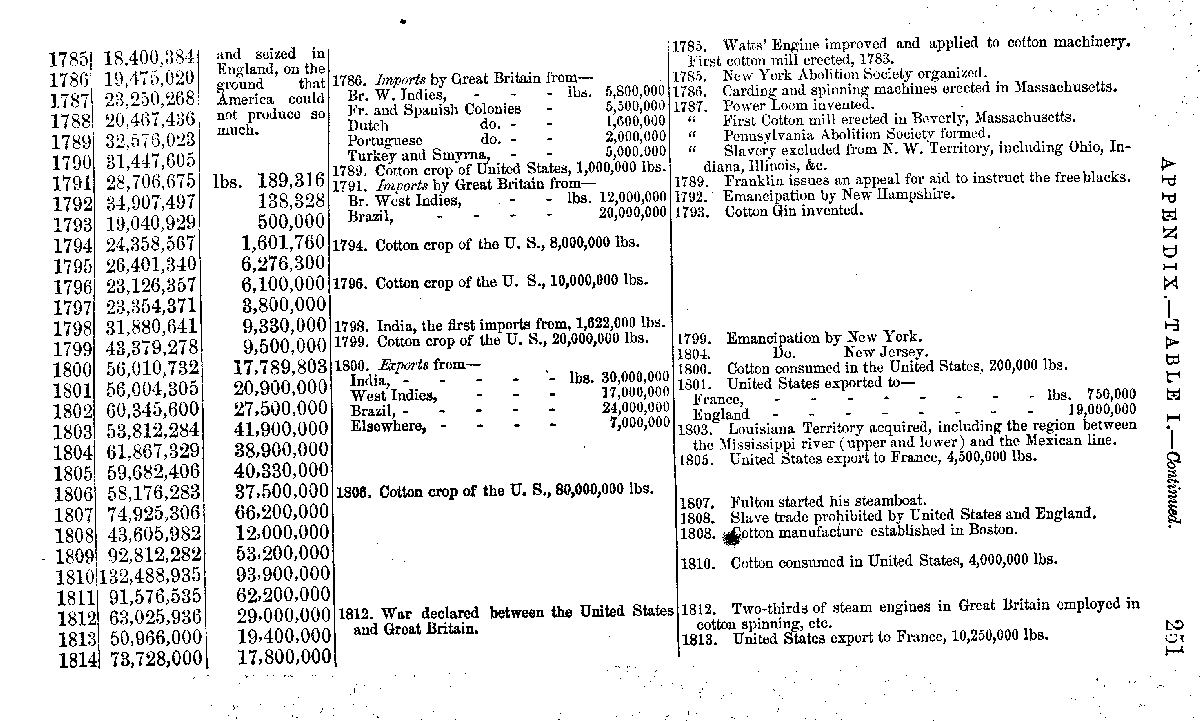 1785 18,400,384 and seized in
1786 19,475,020 England, on the
1787 23,250,268 ground that
1788 20,467,436 America could
1789 32,576,023 not produce so
1790 31,447,605 much.
1791 28,706,675 lbs. 189,316
1792 34,907,497 138,328
1793 19,040,929 500,000
1794 24,358,567 1,601,760
1795 26,401,340 6,276,300
1796 23,126,357 6,100,000
1797 23,354,371 3,800,000
1798 31,880,641 9,330,000
1799 43,379,278 9,500,000
1800 56,010,732 17,789,803
1801 56,004,305 20,900,000
1802 60,345,600 27,500,000
1803 53,812,284 41,900,000
1804 61,867,329 38,900,000
1805 59,682,406 40,330,000
1806 58,176,283 37,500,000
1807 74,925,306 66,200,000
1808 43,605,982 12,000,000
1809 92,812,282 53,200,000
1810 132,488,935 93,900,000
1811 91,576,535 62,200,000
1812 63,025,936 29,000,000
1813 50,966,000 19,400,000
1814 73,728,000 17,800,000
1786. Imports by Great Britain from—
Br. W. Indies, - - - lbs. 5,800,000
Fr. and Spanish Colonies - 5,500,000
Dutch do. - - 1,600,000
Portuguese do. - - 2,000,000
Turkey and Smyrna, - - 5,000,000
1789. Cotton crop of United States, 1,000,000 lbs.
1791. Imports by Great Britain from—
Br. West Indies, - - lbs. 12,000,000
Brazil, - - - - 20,000,000
1794. Cotton crop of the U. S., 8,000,000 lbs.
1796. Cotton crop of the U. S., 10,000,000 lbs.
1798. India, the first imports from, 1,622,000 lbs.
1799. Cotton crop of the U. S., 20,000,000 lbs.
1800. Exports from—
India, - - - - - lbs. 30,000,000
West Indies, - - - 17,000,000
Brazil, - - - - - 24,000,000
Elsewhere, - - - - 7,000,000
1806. Cotton crop of the U. S., 80,000,000 lbs.
1812. War declared between the United States
and Great Britain.
1785. Watts' Engine improved and applied to cotton machinery.
First cotton mill erected, 1783.
1785. New York Abolition Society organized.
1786. Carding and spinning machines erected in Massachusetts.
1787. Power Loom invented.
“ First Cotton mill erected in Beverly, Massachusetts.
“ Pennsylvania Abolition Society formed.
“ Slavery excluded from N. W. Territory, including Ohio, In-
diana, Illinois, &c.
1789. Franklin issues an appeal for aid to instruct the free blacks.
1792. Emancipation by New Hampshire.
1793. Cotton Gin invented.
1799. Emancipation by New York.
1804. Do. New Jersey.
1800. Cotton consumed in the United States, 200,000 lbs.
1801. United States exported to—
France, - - - - - - - lbs. 750,000
England - - - - - - - 19,000,000
1803. Louisiana Territory acquired, including the region between
the Mississippi river (upper and lower) and the Mexican line.
1805. United States export to France, 4,500,000 lbs.
1807. Fulton started his steamboat.
1808. Slave trade prohibited by United States and England.
1808. Cotton manufacture established in Boston.
1810. Cotton consumed in United States, 4,000,000 lbs.
1812. Two-thirds of steam engines in Great Britain employed in
cotton spinning, etc.
1813. United States export to France, 10,250,000 lbs.
APPENDIX.—TABLE I.—Continued.
251